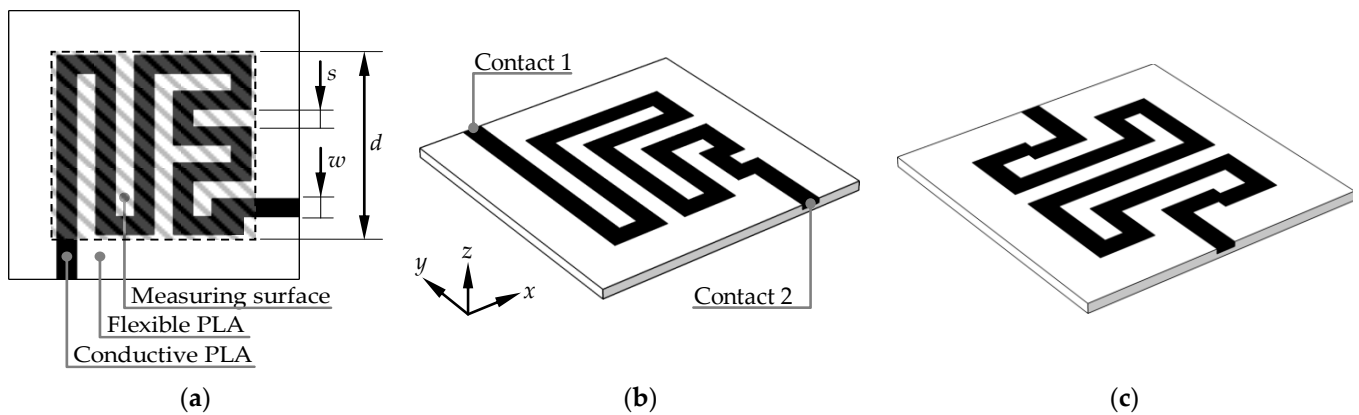 s
d
w
Measuring surface
Flexible PLA
Conductive PLA
(a)
Contact 1
z
y
x
Contact 2
(b)
(c)